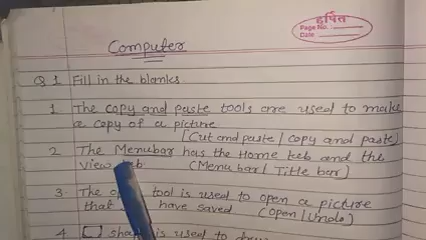 हर्षित
Page No.
Date
Computer
Q 1 Fill in the blanks
1 The copy and paste tools are used to make
a copy of a picture.
[Cut and paste / copy and paste]
2 The Menubar has the Home tab and the
View tab (Menu bar / Title bar)
3. The tool is used to open a picture
that have saved (open / Undo)
4 is used to